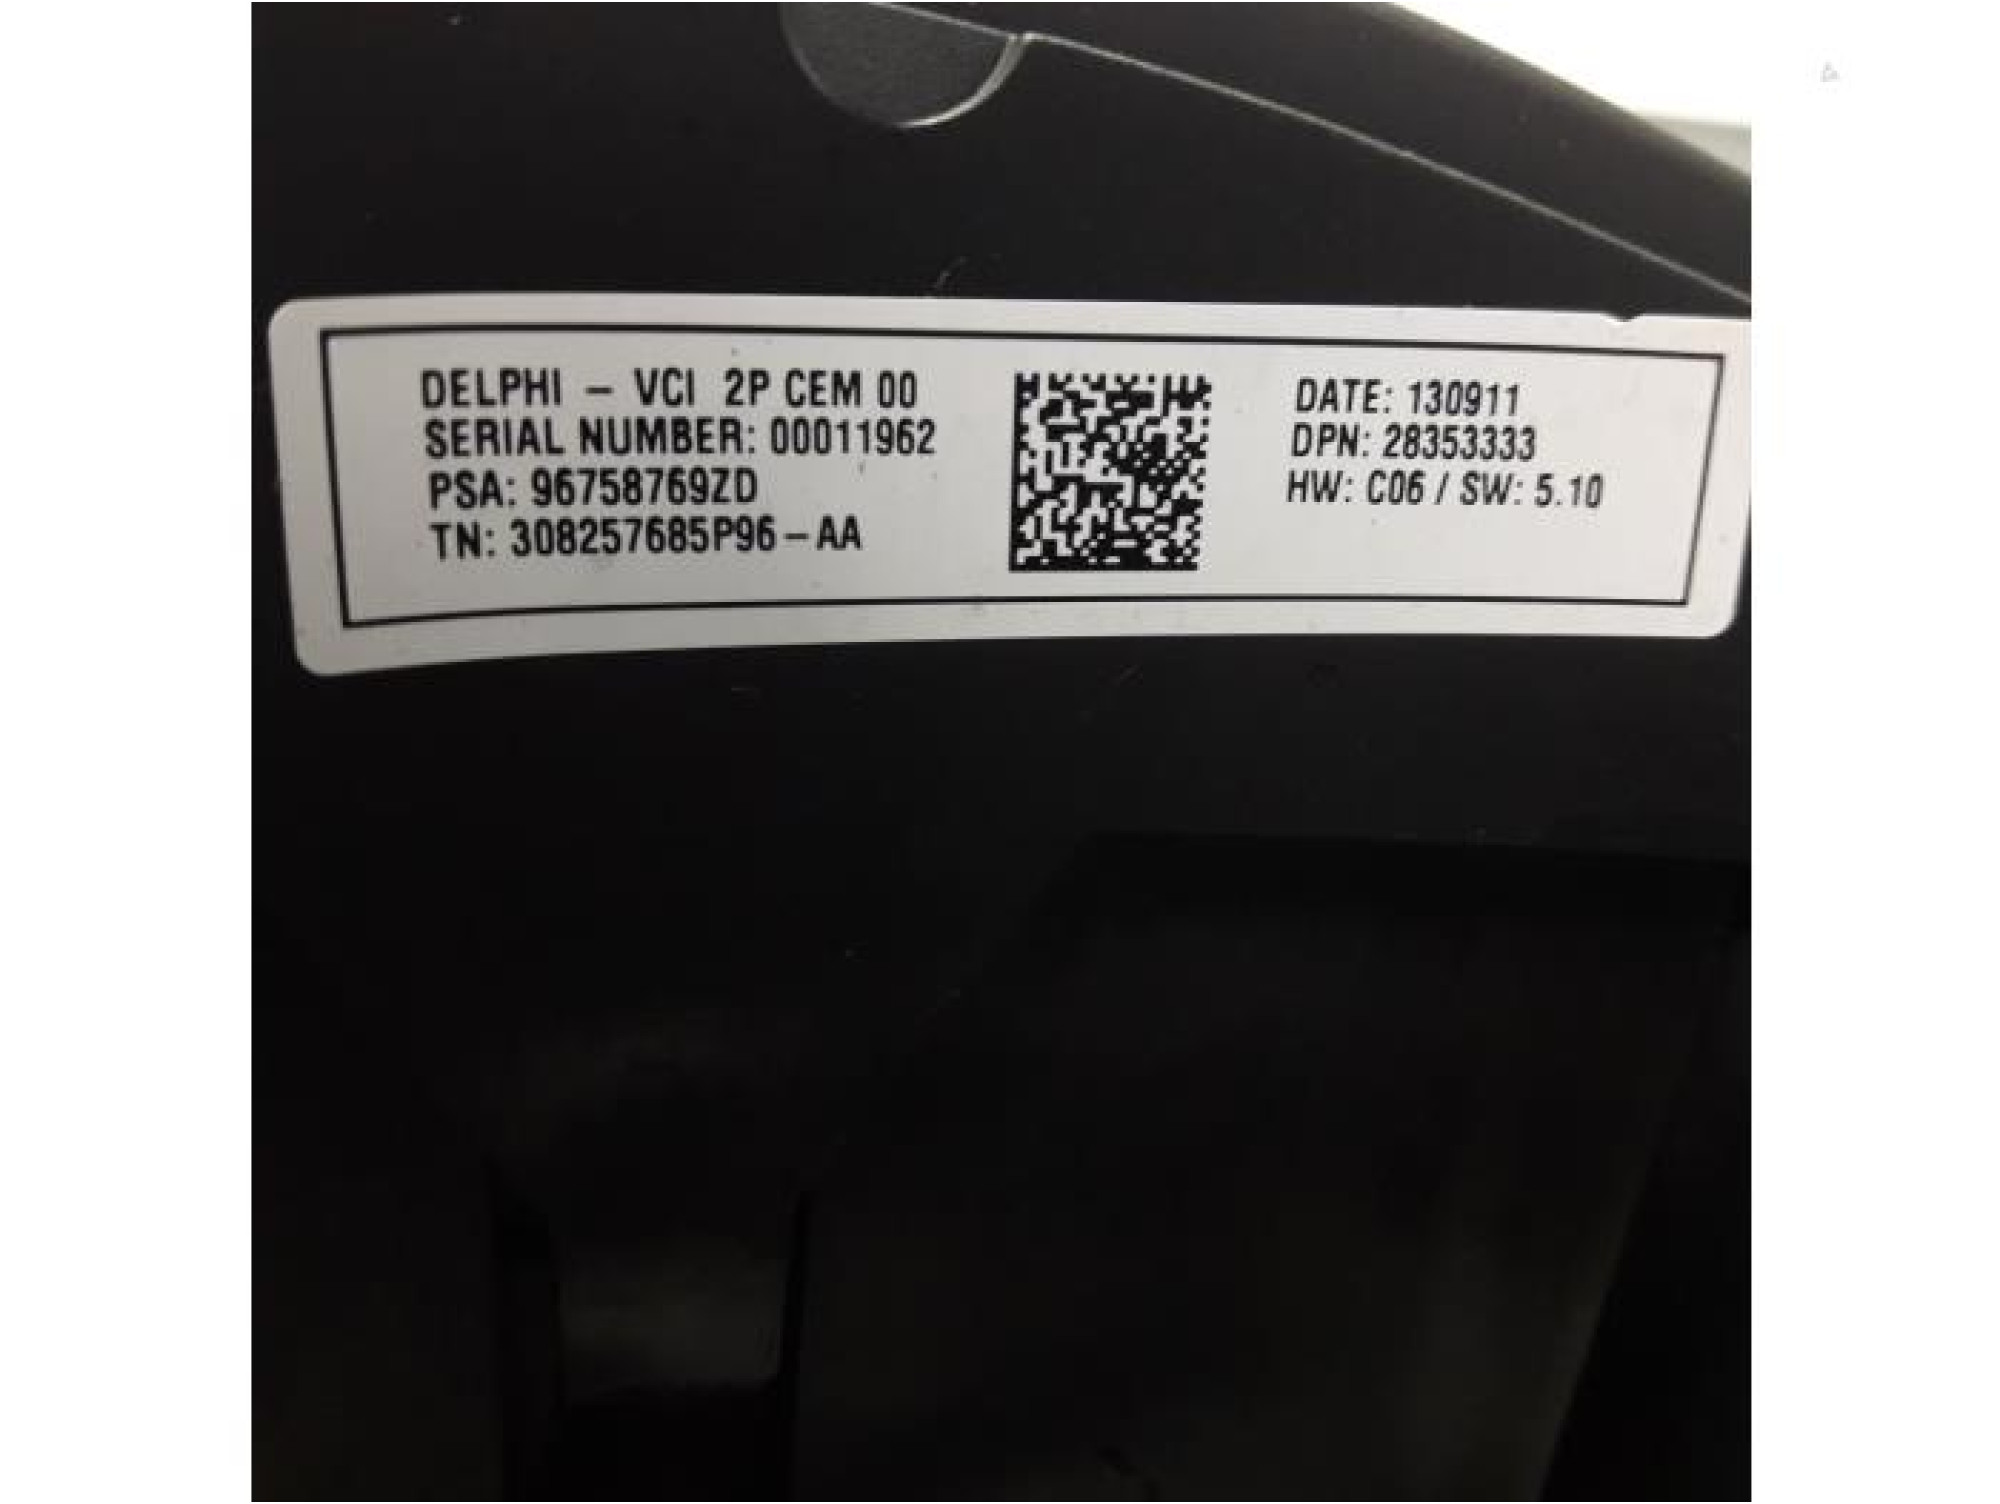 DELPHI – VCI 2P CEM 00
SERIAL NUMBER: 00011962
PSA: 96758769ZD
TN: 308257685P96–AA
DATE: 130911
DPN: 28353333
HW: C06 / SW: 5.10